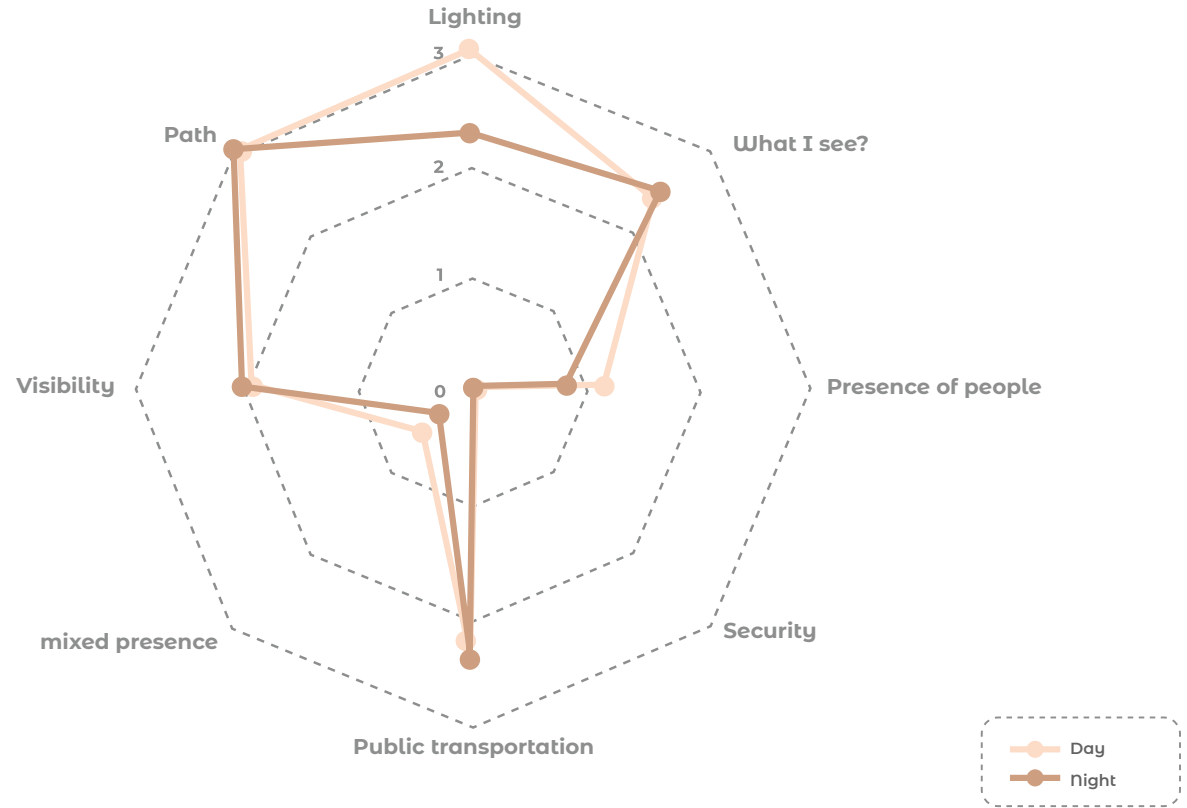 Lighting
3
Path
What I see?
2
1
Visibility
0
Presence of people
Security
mixed presence
Public transportation
Day
Night